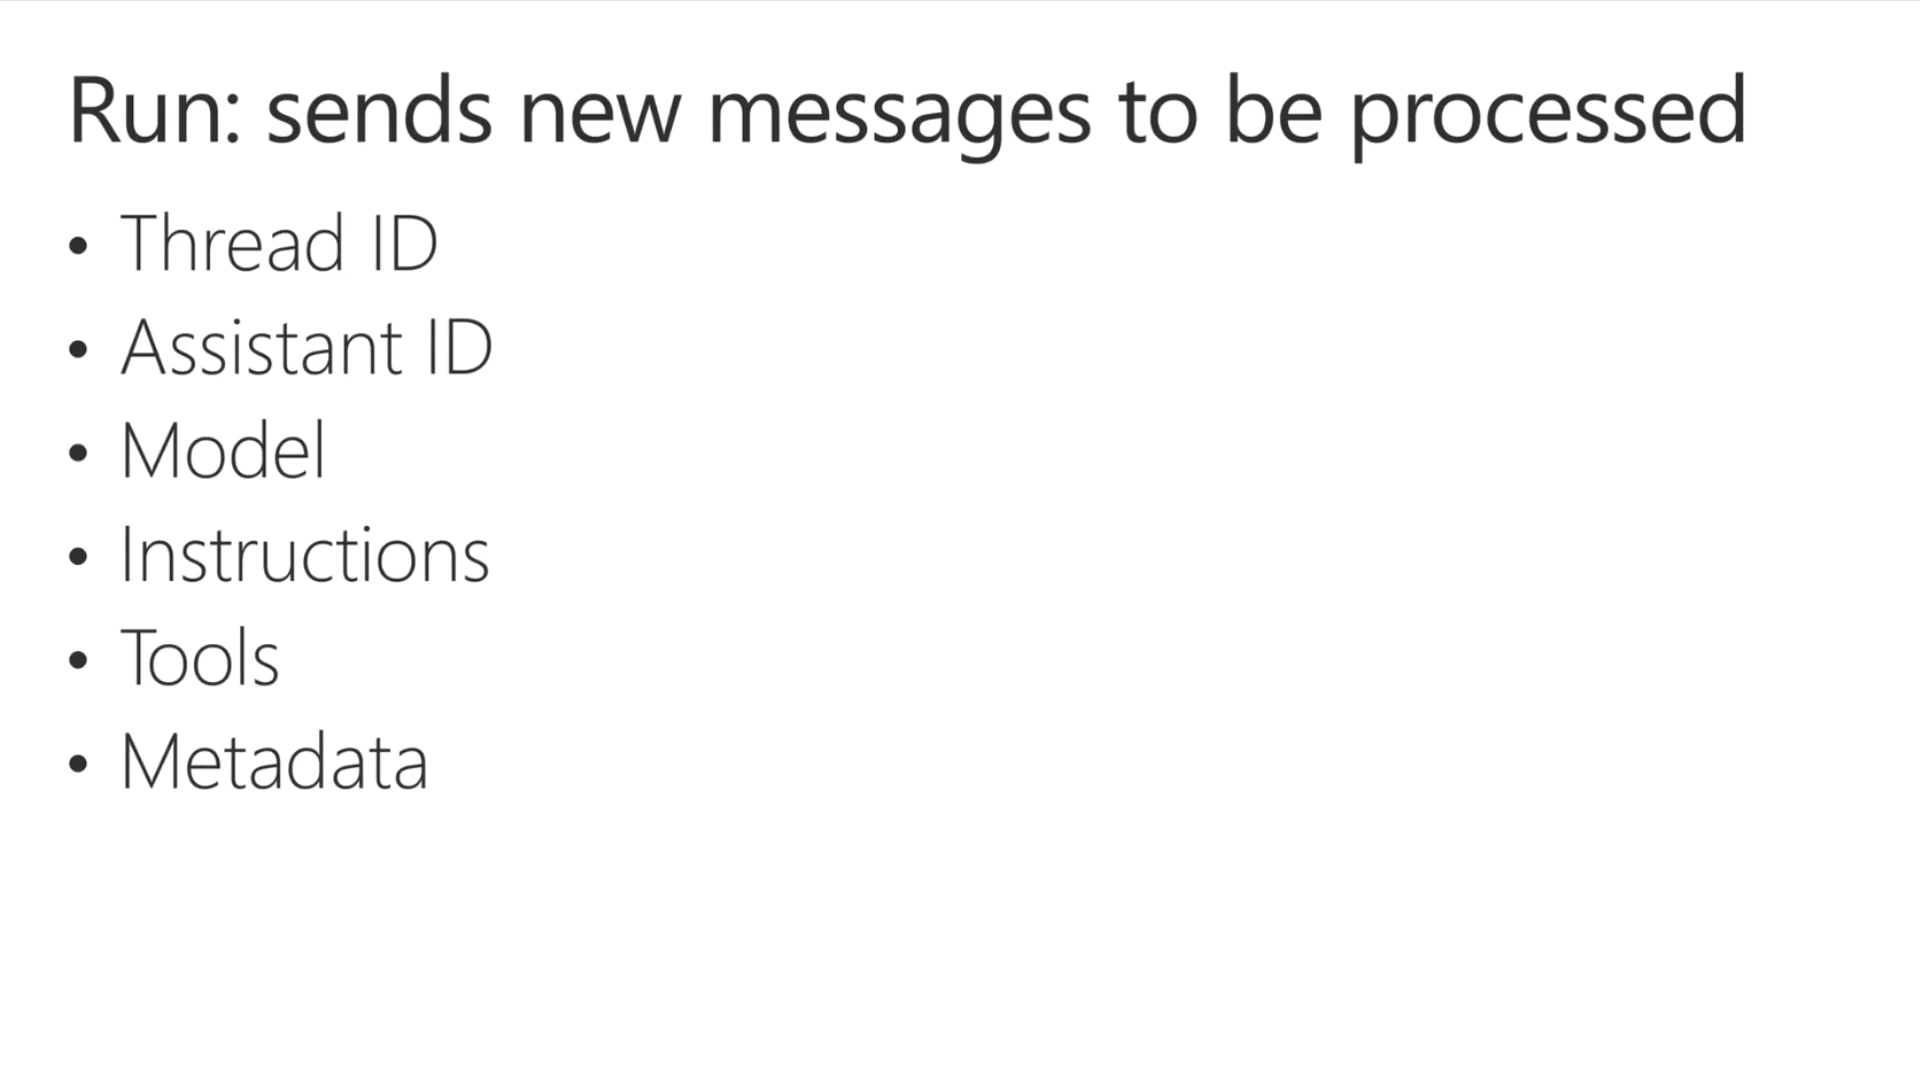 Run: sends new messages to be processed
• Thread ID
• Assistant ID
• Model
• Instructions
• Tools
• Metadata